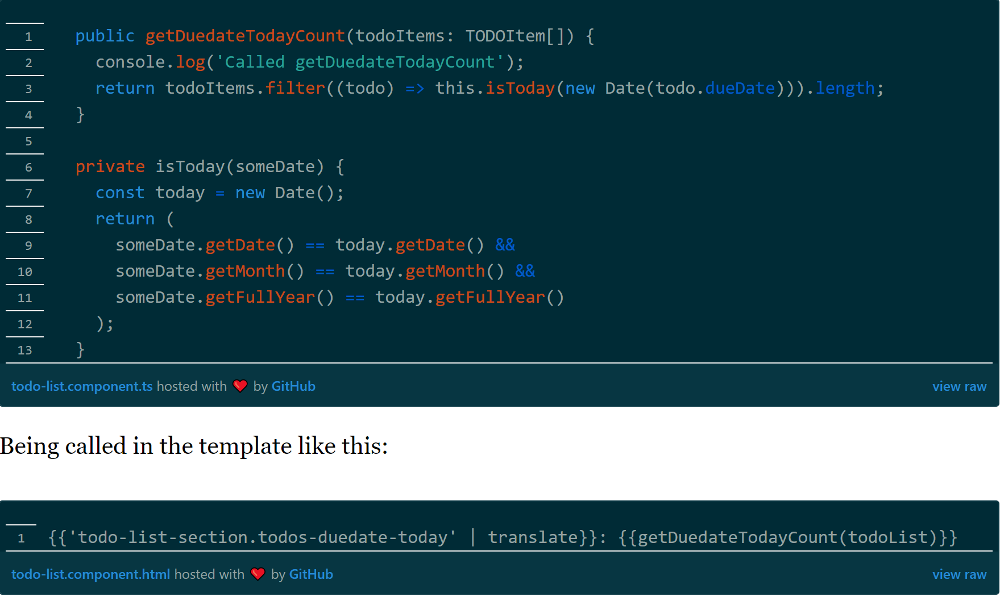 1 public getDuedateTodayCount(todoItems: TODOItem[]) {
2 console.log('Called getDuedateTodayCount');
3 return todoItems.filter((todo) => this.isToday(new Date(todo.dueDate))).length;
4 }
5
6 private isToday(someDate) {
7 const today = new Date();
8 return (
9 someDate.getDate() == today.getDate() &&
10 someDate.getMonth() == today.getMonth() &&
11 someDate.getFullYear() == today.getFullYear()
12 );
13 }
todo-list.component.ts hosted with ❤ by GitHub view raw
Being called in the template like this:
1 {{'todo-list-section.todos-duedate-today' | translate}}: {{getDuedateTodayCount(todoList)}}
todo-list.component.html hosted with ❤ by GitHub view raw